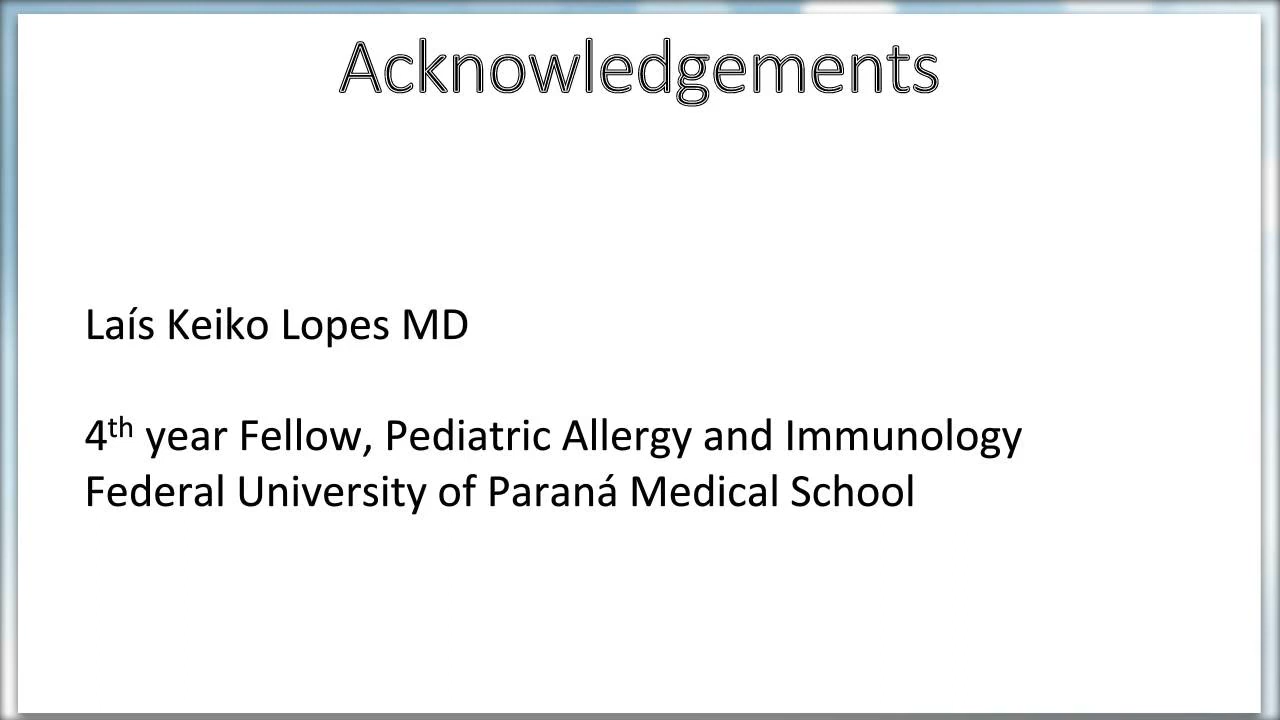 Acknowledgements
Laís Keiko Lopes MD
4th year Fellow, Pediatric Allergy and Immunology
Federal University of Paraná Medical School